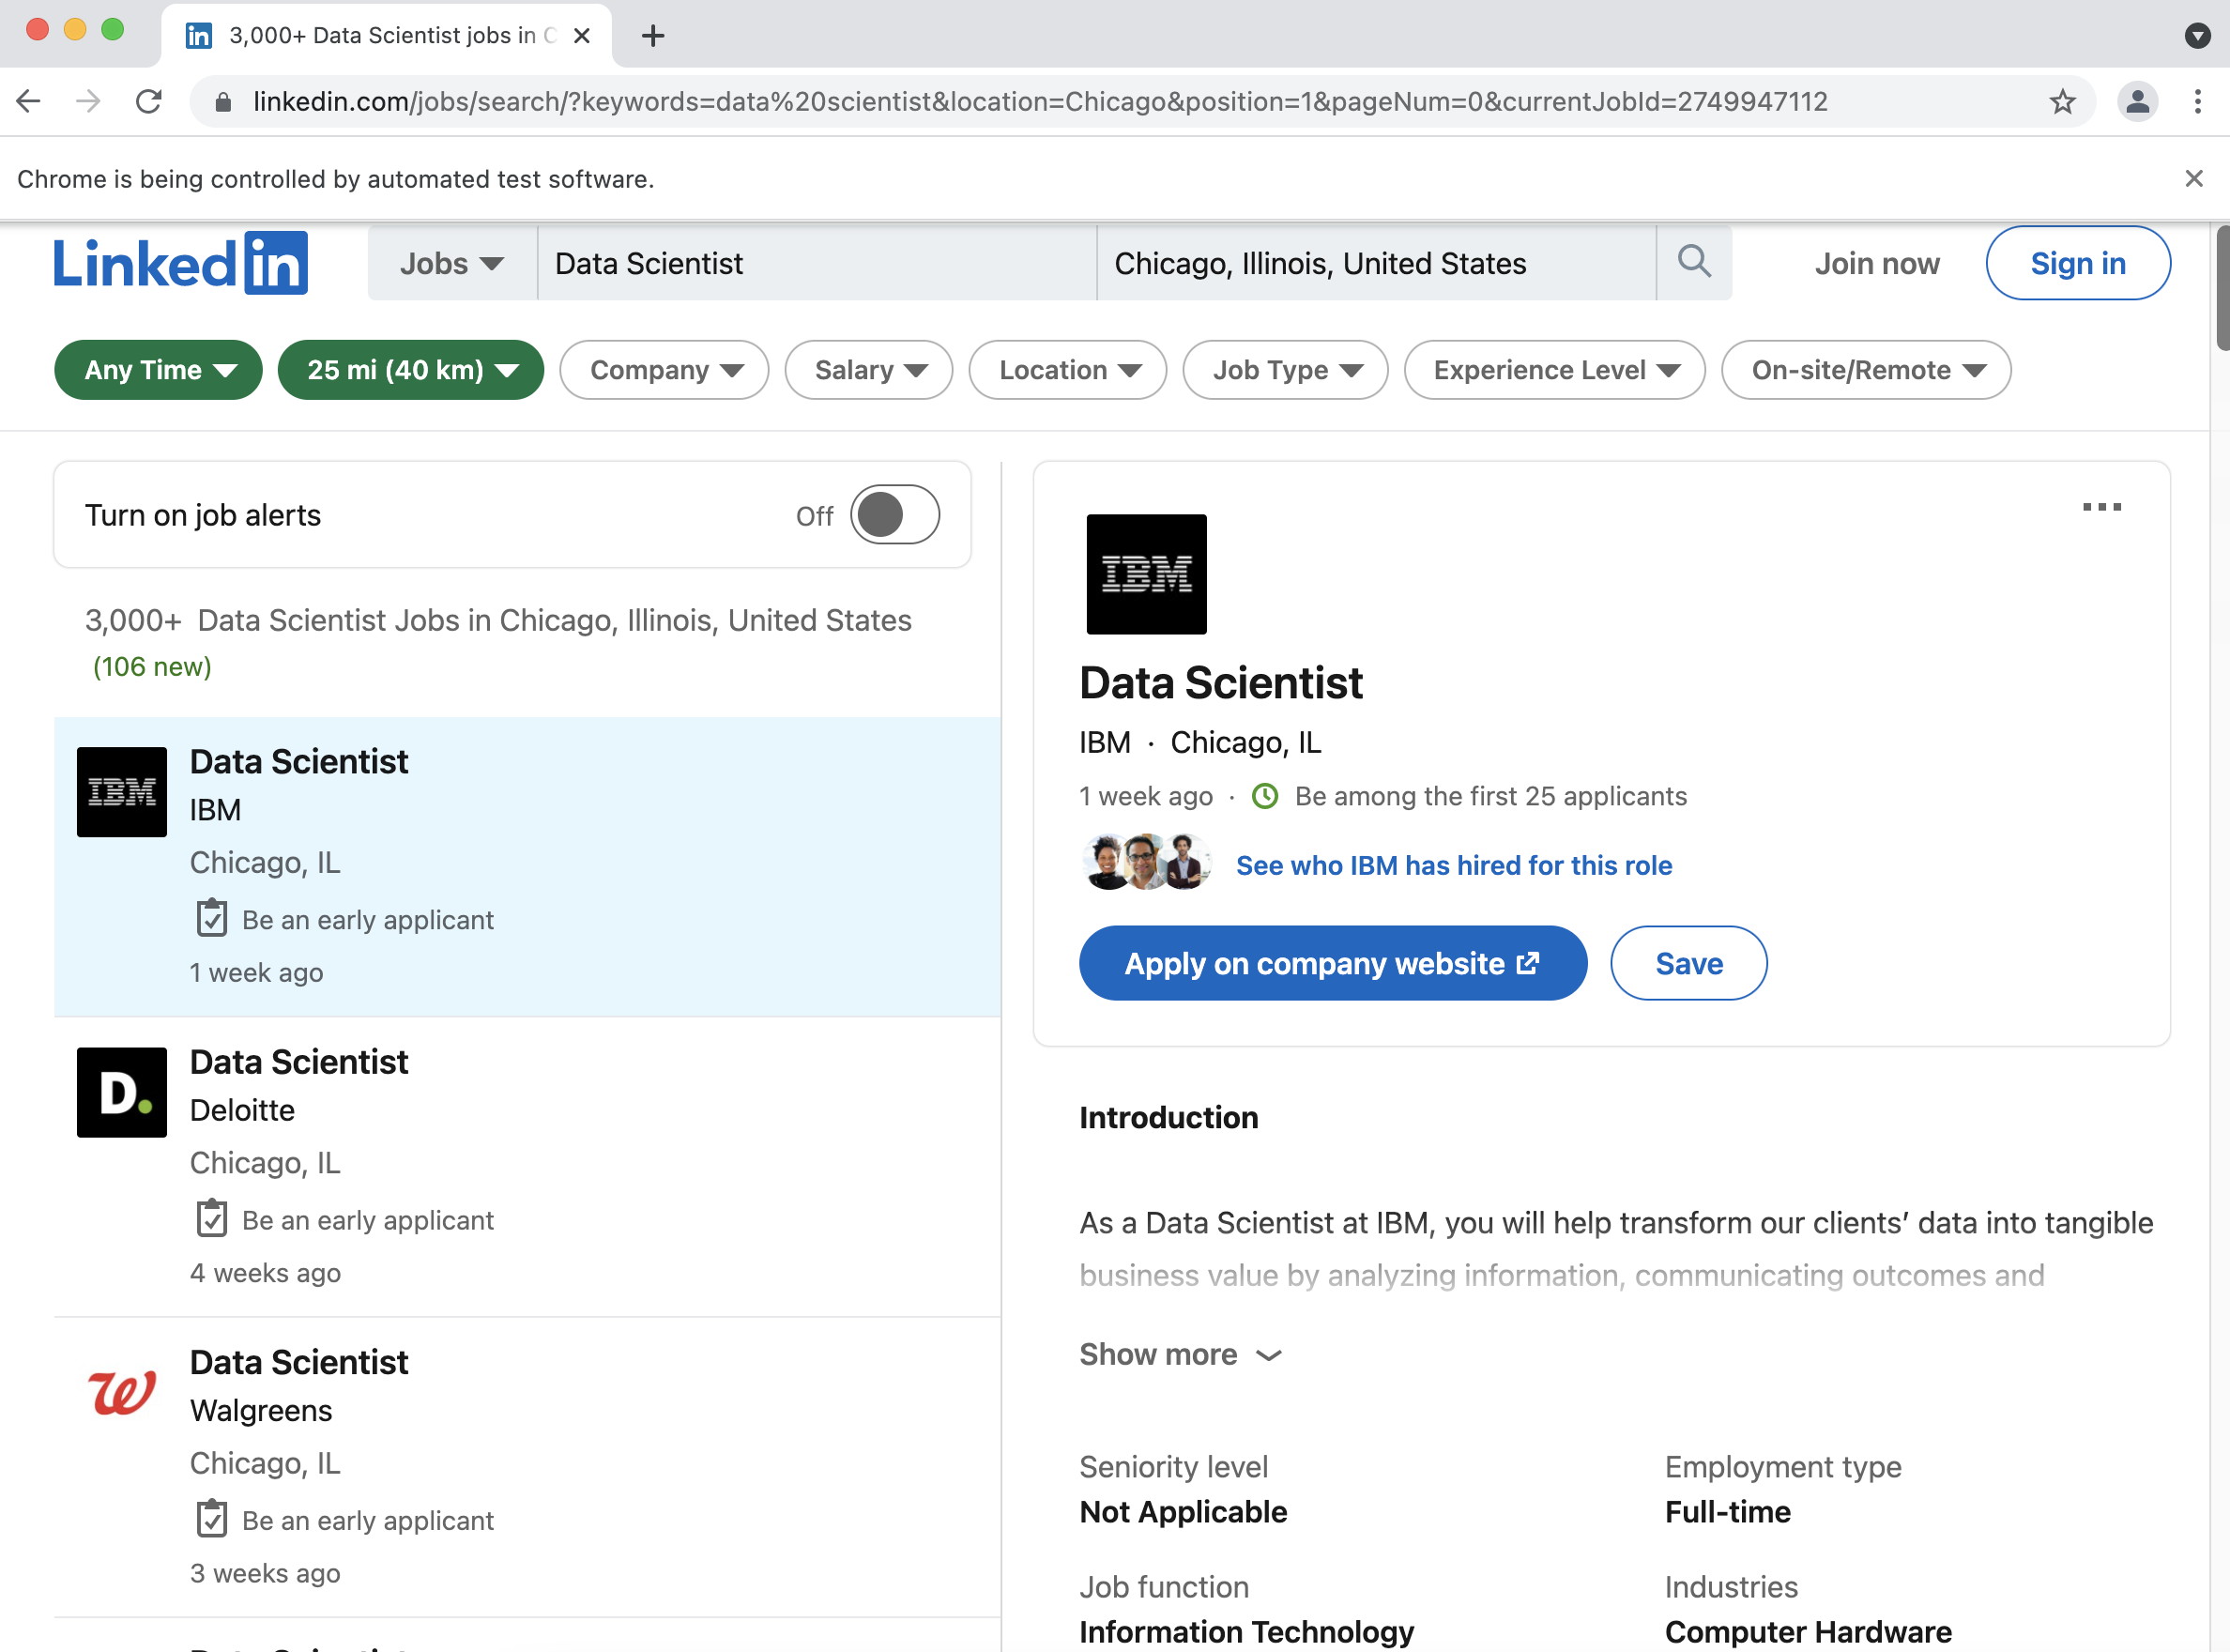 3,000+ Data Scientist jobs in C
linkedin.com/jobs/search/?keywords=data%20scientist&location=Chicago&position=1&pageNum=0&currentJobId=2749947112
Chrome is being controlled by automated test software.
Linkedin
Jobs
Data Scientist
Chicago, Illinois, United States
Join now
Sign in
Any Time
25 mi (40 km)
Company
Salary
Location
Job Type
Experience Level
On-site/Remote
Turn on job alerts
Off
3,000+ Data Scientist Jobs in Chicago, Illinois, United States
(106 new)
IBM
Data Scientist
IBM
Chicago, IL
Be an early applicant
1 week ago
D.
Data Scientist
Deloitte
Chicago, IL
Be an early applicant
4 weeks ago
W
Data Scientist
Walgreens
Chicago, IL
Be an early applicant
3 weeks ago
IBM
Data Scientist
IBM · Chicago, IL
1 week ago · Be among the first 25 applicants
See who IBM has hired for this role
Apply on company website
Save
Introduction
As a Data Scientist at IBM, you will help transform our clients’ data into tangible
business value by analyzing information, communicating outcomes and
Show more
Seniority level
Not Applicable
Employment type
Full-time
Job function
Information Technology
Industries
Computer Hardware